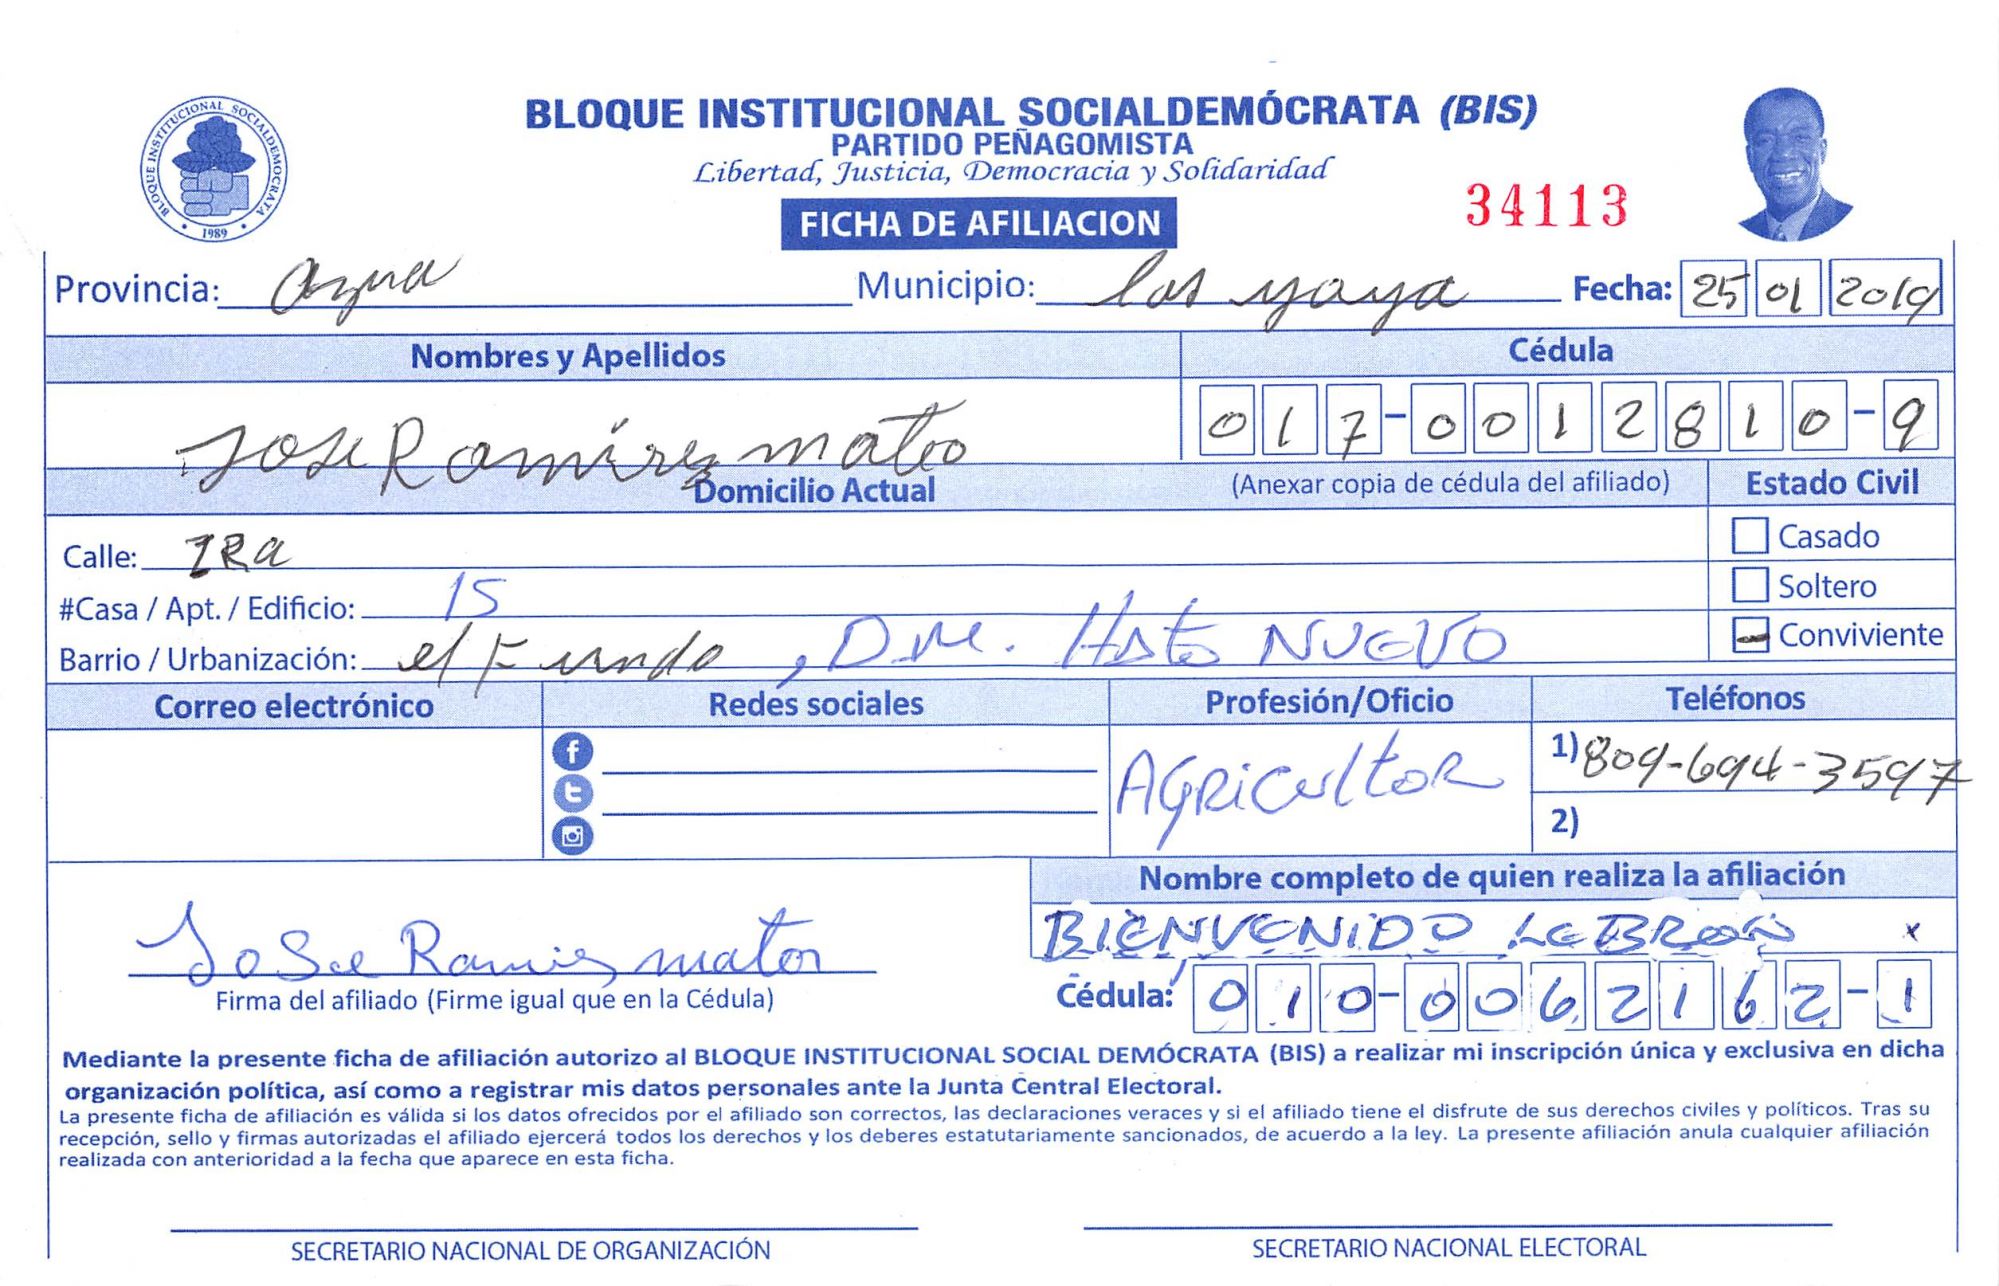 BLOQUE INSTITUCIONAL SOCIALDEMOCRATA
1989
BLOQUE INSTITUCIONAL SOCIALDEMÓCRATA (BIS)
PARTIDO PEÑAGOMISTA
Libertad, Justicia, Democracia y Solidaridad
34113
FICHA DE AFILIACION
Provincia: Azua Municipio: las yaya Fecha: 25 01 2019
Nombres y Apellidos Cédula
Jose Ramírez mateo 017-0012810-9
Domicilio Actual (Anexar copia de cédula del afiliado) Estado Civil
Calle: 1RA Casado
#Casa / Apt. / Edificio: 15 Soltero
Barrio / Urbanización: el Fundo, D.M. Hato NUEVO Conviviente
Correo electrónico Redes sociales Profesión/Oficio Teléfonos
AGRicultoR 1) 809-694-3597
2)
Nombre completo de quien realiza la afiliación
BIENVENIDO LEBRON x
Jose Ramires mateo
Firma del afiliado (Firme igual que en la Cédula) Cédula: 010-0062162-1
Mediante la presente ficha de afiliación autorizo al BLOQUE INSTITUCIONAL SOCIAL DEMÓCRATA (BIS) a realizar mi inscripción única y exclusiva en dicha
organización política, así como a registrar mis datos personales ante la Junta Central Electoral.
La presente ficha de afiliación es válida si los datos ofrecidos por el afiliado son correctos, las declaraciones veraces y si el afiliado tiene el disfrute de sus derechos civiles y políticos. Tras su
recepción, sello y firmas autorizadas el afiliado ejercerá todos los derechos y los deberes estatutariamente sancionados, de acuerdo a la ley. La presente afiliación anula cualquier afiliación
realizada con anterioridad a la fecha que aparece en esta ficha.
SECRETARIO NACIONAL DE ORGANIZACIÓN SECRETARIO NACIONAL ELECTORAL